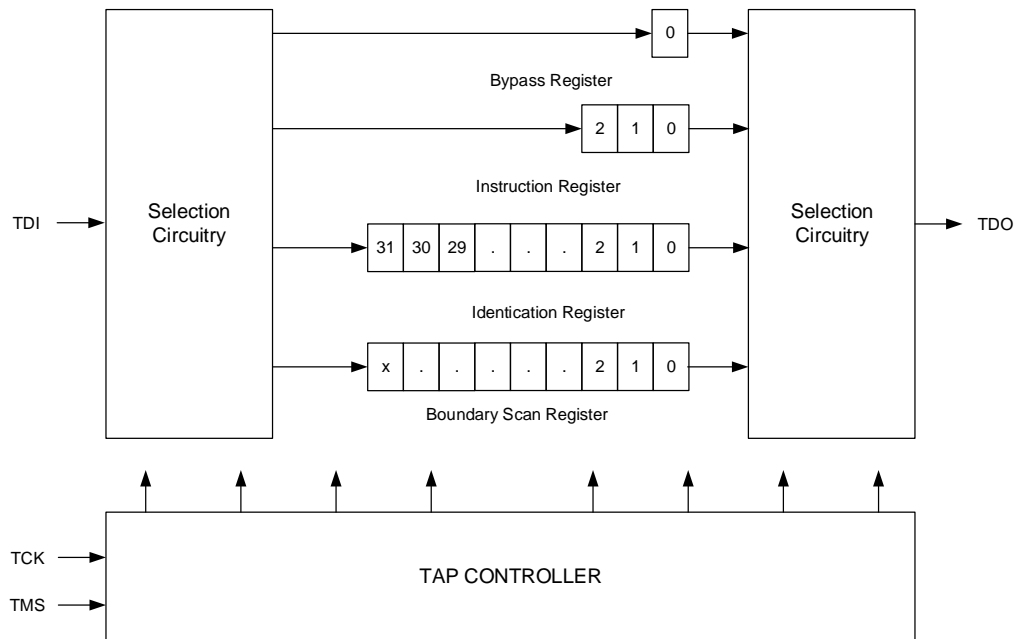 0
Bypass Register
2 1 0
Instruction Register
TDI
Selection
Circuitry
Selection
Circuitry
TDO
31 30 29 . . . 2 1 0
Identication Register
x . . . . . 2 1 0
Boundary Scan Register
TCK
TMS
TAP CONTROLLER